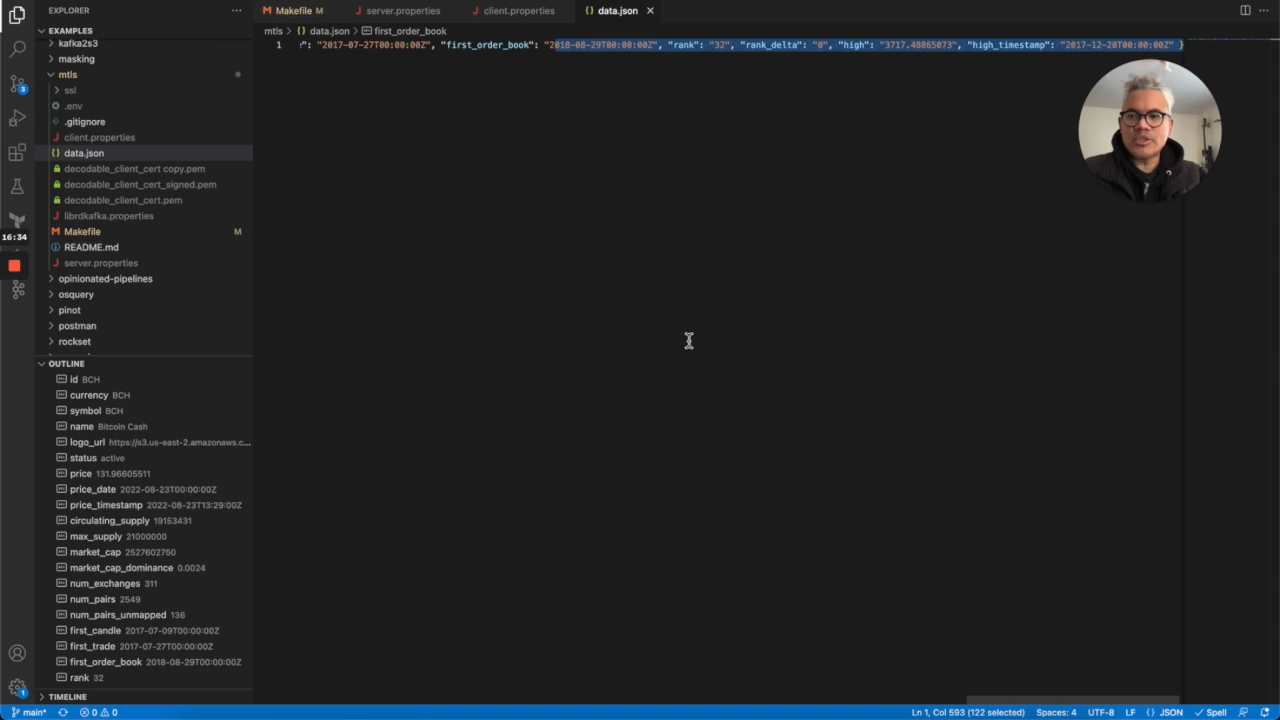 EXPLORER
EXAMPLES
kafka2s3
masking
mtls
ssl
.env
.gitignore
client.properties
data.json
decodable_client_cert copy.pem
decodable_client_cert_signed.pem
decodable_client_cert.pem
librdkafka.properties
Makefile M
README.md
server.properties
opinionated-pipelines
osquery
pinot
postman
rockset
3
16:34
OUTLINE
id BCH
currency BCH
symbol BCH
name Bitcoin Cash
logo_url https://s3.us-east-2.amazonaws.c...
status active
price 131.96605511
price_date 2022-08-23T00:00:00Z
price_timestamp 2022-08-23T13:29:00Z
circulating_supply 19153431
max_supply 21000000
market_cap 2527602750
market_cap_dominance 0.0024
num_exchanges 311
num_pairs 2549
num_pairs_unmapped 136
first_candle 2017-07-09T00:00:00Z
first_trade 2017-07-27T00:00:00Z
first_order_book 2018-08-29T00:00:00Z
rank 32
TIMELINE
1
Makefile M server.properties client.properties data.json
mtls > data.json > first_order_book
1 ": "2017-07-27T00:00:00Z", "first_order_book": "2018-08-29T00:00:00Z", "rank": "32", "rank_delta": "0", "high": "3717.48865073", "high_timestamp": "2017-12-20T00:00:00Z" }
main* 0 0 Ln 1, Col 593 (122 selected) Spaces: 4 UTF-8 LF {} JSON Spell